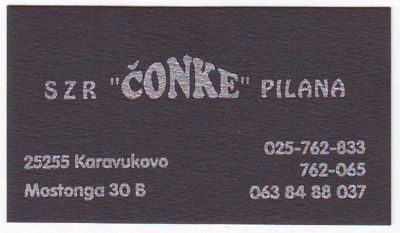 SZR "ČONKE" PILANA
025-762-833
25255 Karavukovo
762-065
Mostonga 30 B
063 84 88 037